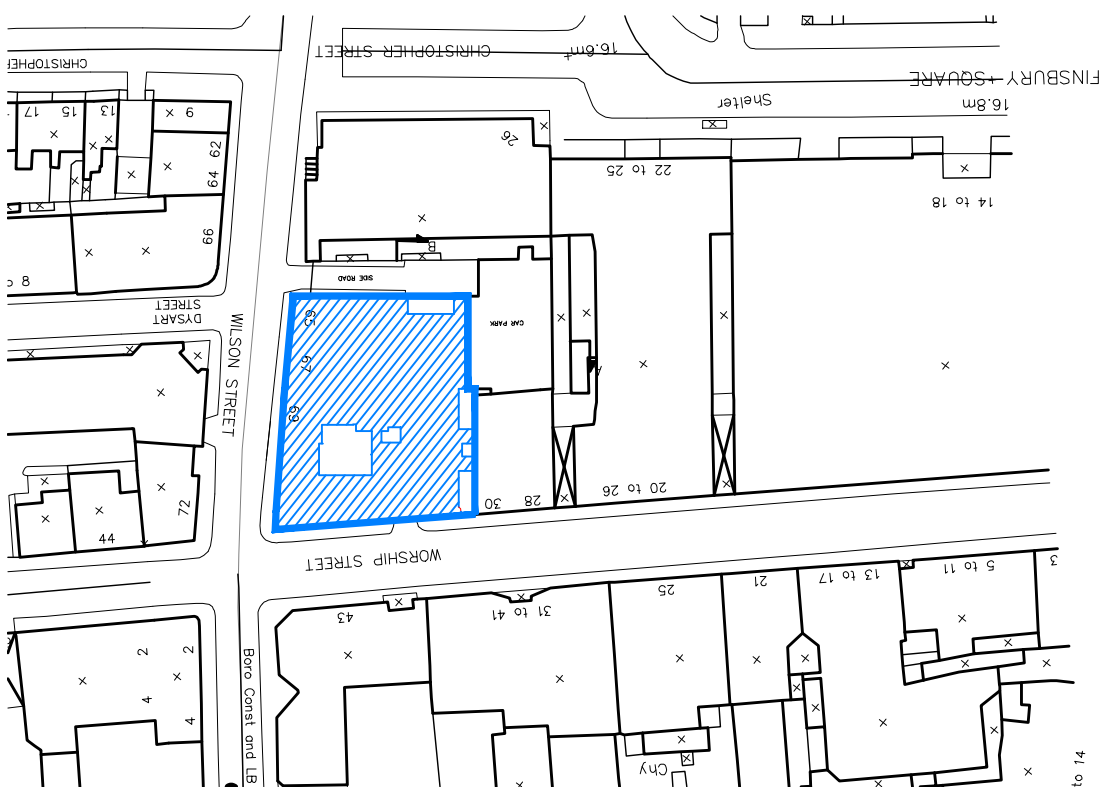 CHRISTOPHER STREET
16.6m
CHRISTOPHER
FINSBURY SQUARE
16.8m
Shelter
17
15
13
9
26
62
64
66
22 to 25
14 to 18
8
B
SIDE ROAD
DYSART
STREET
WILSON STREET
65
67
69
CAR PARK
A
72
44
30
28
20 to 26
WORSHIP STREET
43
31 to 41
25
21
13 to 17
5 to 11
3
2
2
4
4
Boro Const and LB
Chy
to 14